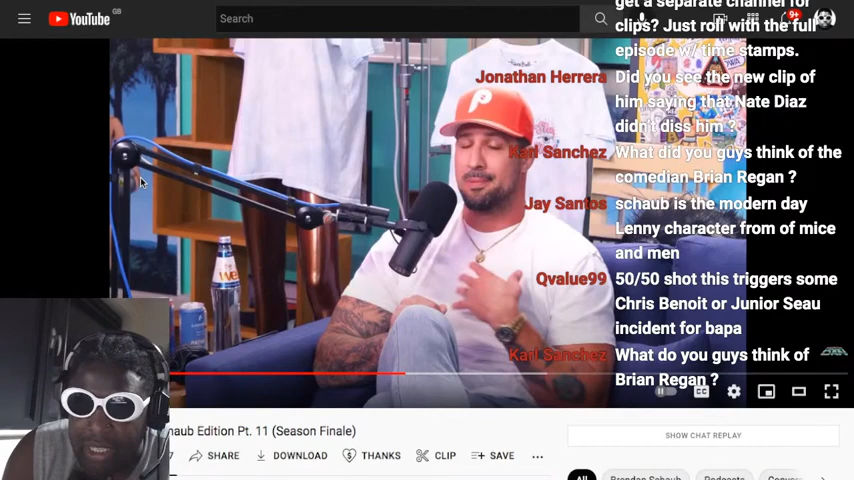 YouTube GB
Search
9+
get a separate channel for
clips? Just roll with the full
episode w/ time stamps.
Jonathan Herrera Did you see the new clip of
him saying that Nate Diaz
didn't diss him ?
Karl Sanchez What did you guys think of the
comedian Brian Regan ?
Jay Santos schaub is the modern day
Lenny character from of mice
and men
Qvalue99 50/50 shot this triggers some
Chris Benoit or Junior Seau
incident for bapa
Karl Sanchez What do you guys think of
Brian Regan ?
P
CC
haub Edition Pt. 11 (Season Finale)
7 SHARE DOWNLOAD THANKS CLIP SAVE
SHOW CHAT REPLAY
All Brendan Schaub Podcasts